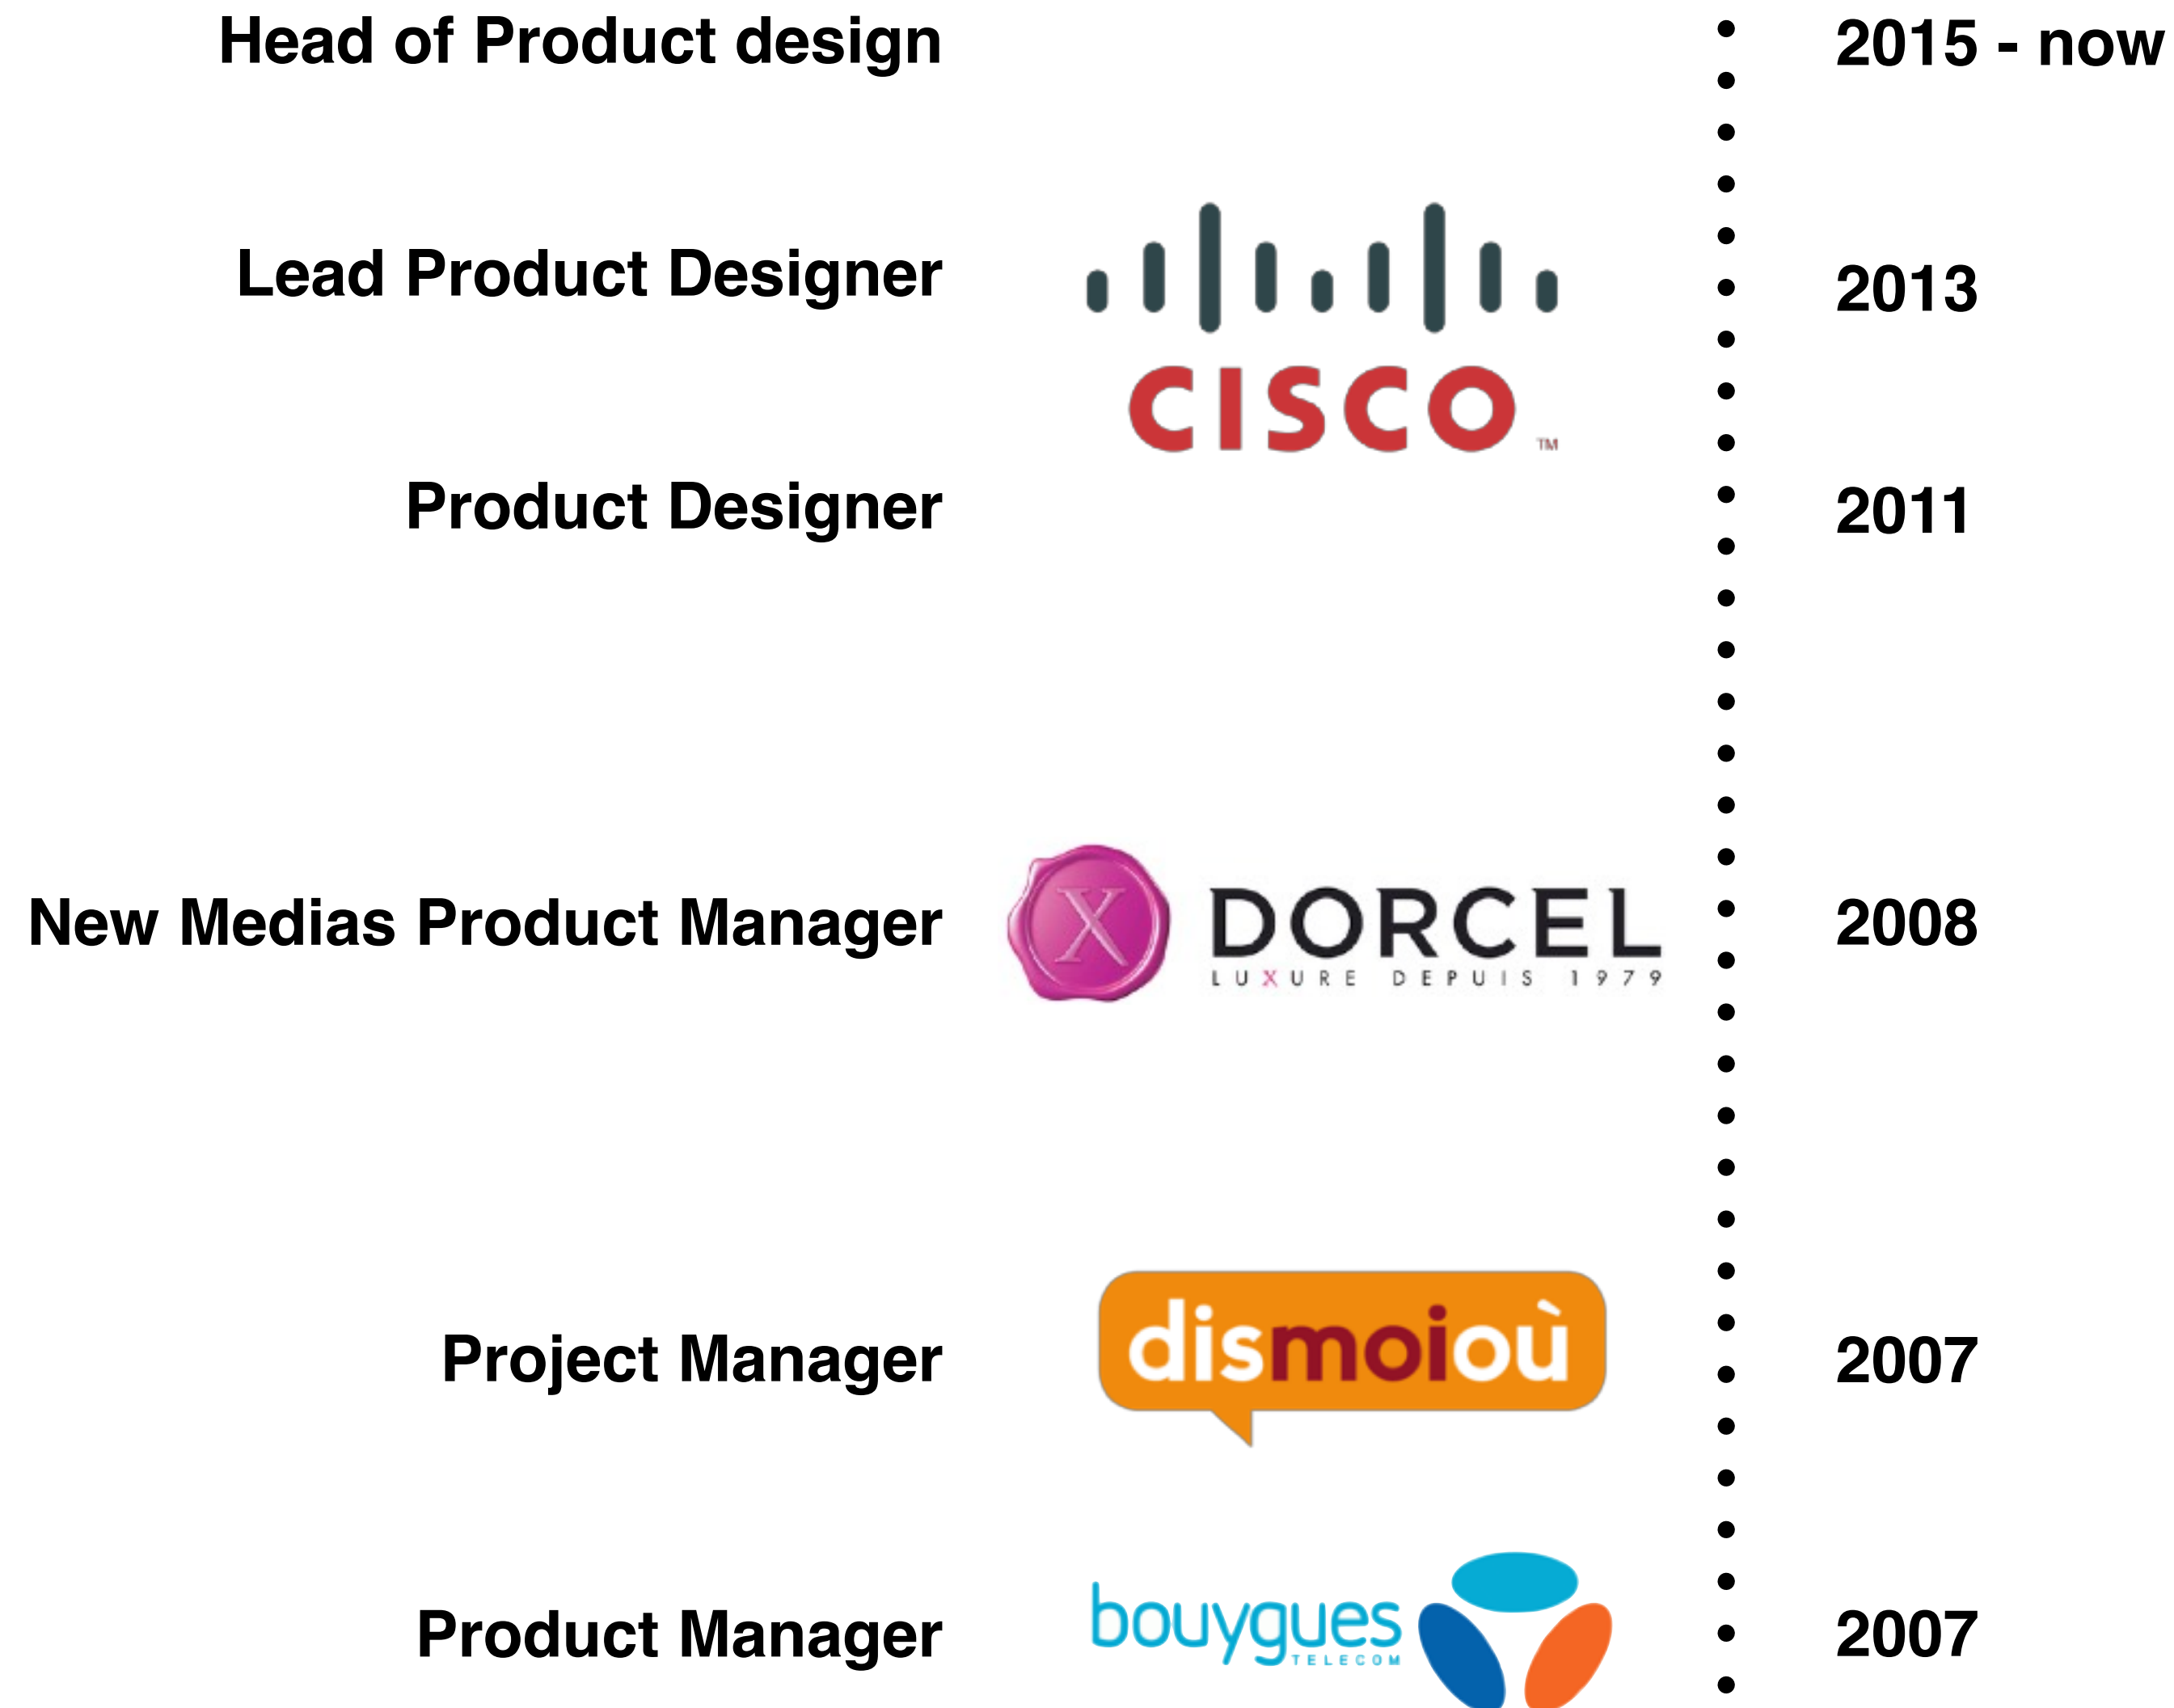 Head of Product design 2015 - now
Lead Product Designer 2013
CISCO TM
Product Designer 2011
New Medias Product Manager X DORCEL 2008
LUXURE DEPUIS 1979
Project Manager dismoioù 2007
Product Manager bouygues 2007
TELECOM